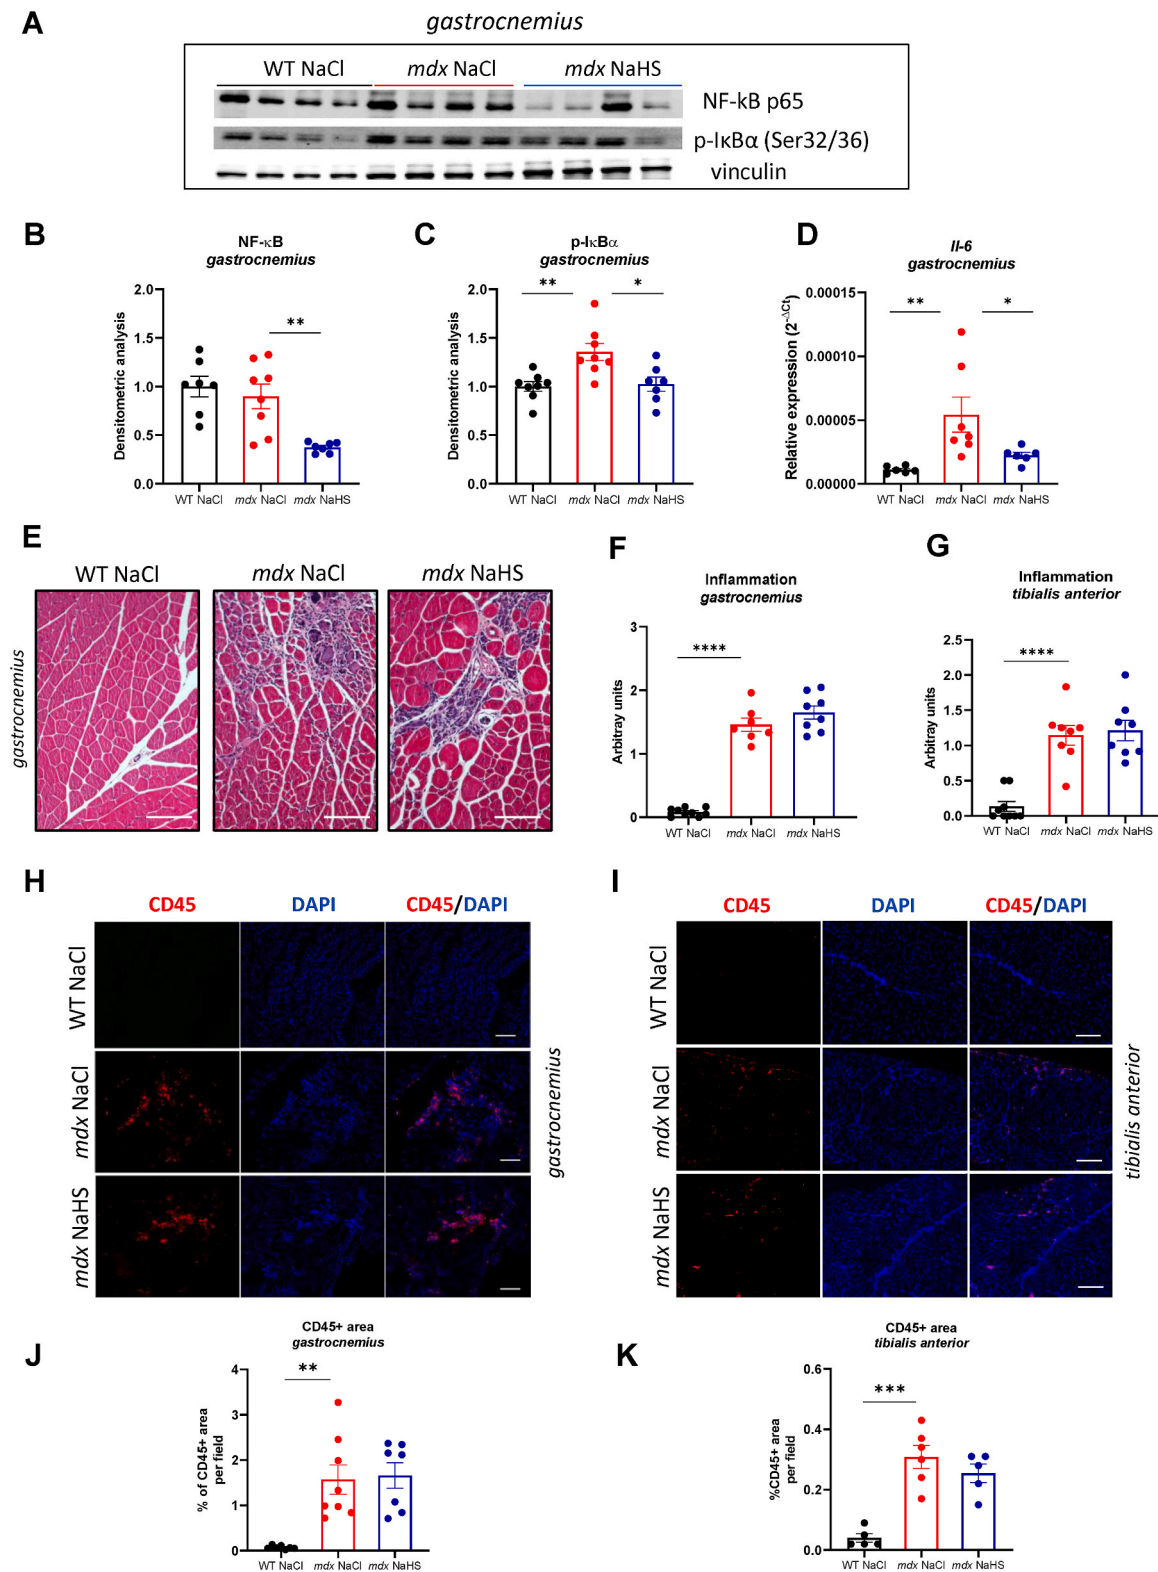 A
gastrocnemius
WT NaCl mdx NaCl mdx NaHS
NF-kB p65
p-IκBα (Ser32/36)
vinculin
B
NF-κB
gastrocnemius
Densitometric analysis
2.0
1.5
1.0
0.5
0.0
**
WT NaCl mdx NaCl mdx NaHS
C
p-IκBα
gastrocnemius
Densitometric analysis
2.0
1.5
1.0
0.5
0.0
** *
WT NaCl mdx NaCl mdx NaHS
D
Il-6
gastrocnemius
Relative expression (2^-ΔCt)
0.00015
0.00010
0.00005
0.00000
** *
WT NaCl mdx NaCl mdx NaHS
E
WT NaCl mdx NaCl mdx NaHS
gastrocnemius
F
Inflammation
gastrocnemius
Arbitray units
3
2
1
0
****
WT NaCl mdx NaCl mdx NaHS
G
Inflammation
tibialis anterior
Arbitray units
2.5
2.0
1.5
1.0
0.5
0.0
****
WT NaCl mdx NaCl mdx NaHS
H
CD45 DAPI CD45/DAPI
WT NaCl
mdx NaCl
mdx NaHS
gastrocnemius
I
CD45 DAPI CD45/DAPI
WT NaCl
mdx NaCl
mdx NaHS
tibialis anterior
J
CD45+ area
gastrocnemius
% of CD45+ area
per field
4
3
2
1
0
**
WT NaCl mdx NaCl mdx NaHS
K
CD45+ area
tibialis anterior
%CD45+ area
per field
0.6
0.4
0.2
0.0
***
WT NaCl mdx NaCl mdx NaHS